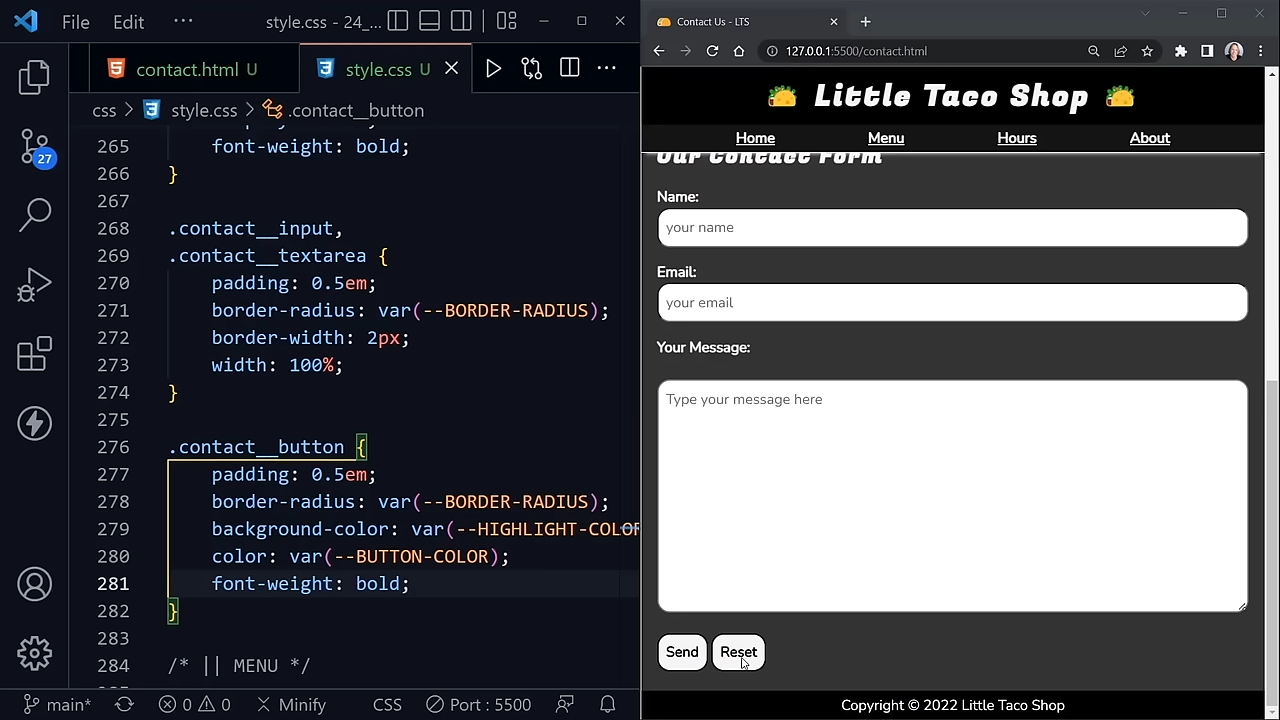 File Edit ··· style.css - 24_...
contact.html U
style.css U
css > style.css > .contact__button
265 font-weight: bold;
266 }
267
268 .contact__input,
269 .contact__textarea {
270 padding: 0.5em;
271 border-radius: var(--BORDER-RADIUS);
272 border-width: 2px;
273 width: 100%;
274 }
275
276 .contact__button {
277 padding: 0.5em;
278 border-radius: var(--BORDER-RADIUS);
279 background-color: var(--HIGHLIGHT-COLOR
280 color: var(--BUTTON-COLOR);
281 font-weight: bold;
282 }
283
284 /* || MENU */
27
main* 0 0 Minify CSS Port : 5500
Contact Us - LTS
127.0.0.1:5500/contact.html
Little Taco Shop
Home Menu Hours About
Our Contact Form
Name:
your name
Email:
your email
Your Message:
Type your message here
Send Reset
Copyright © 2022 Little Taco Shop